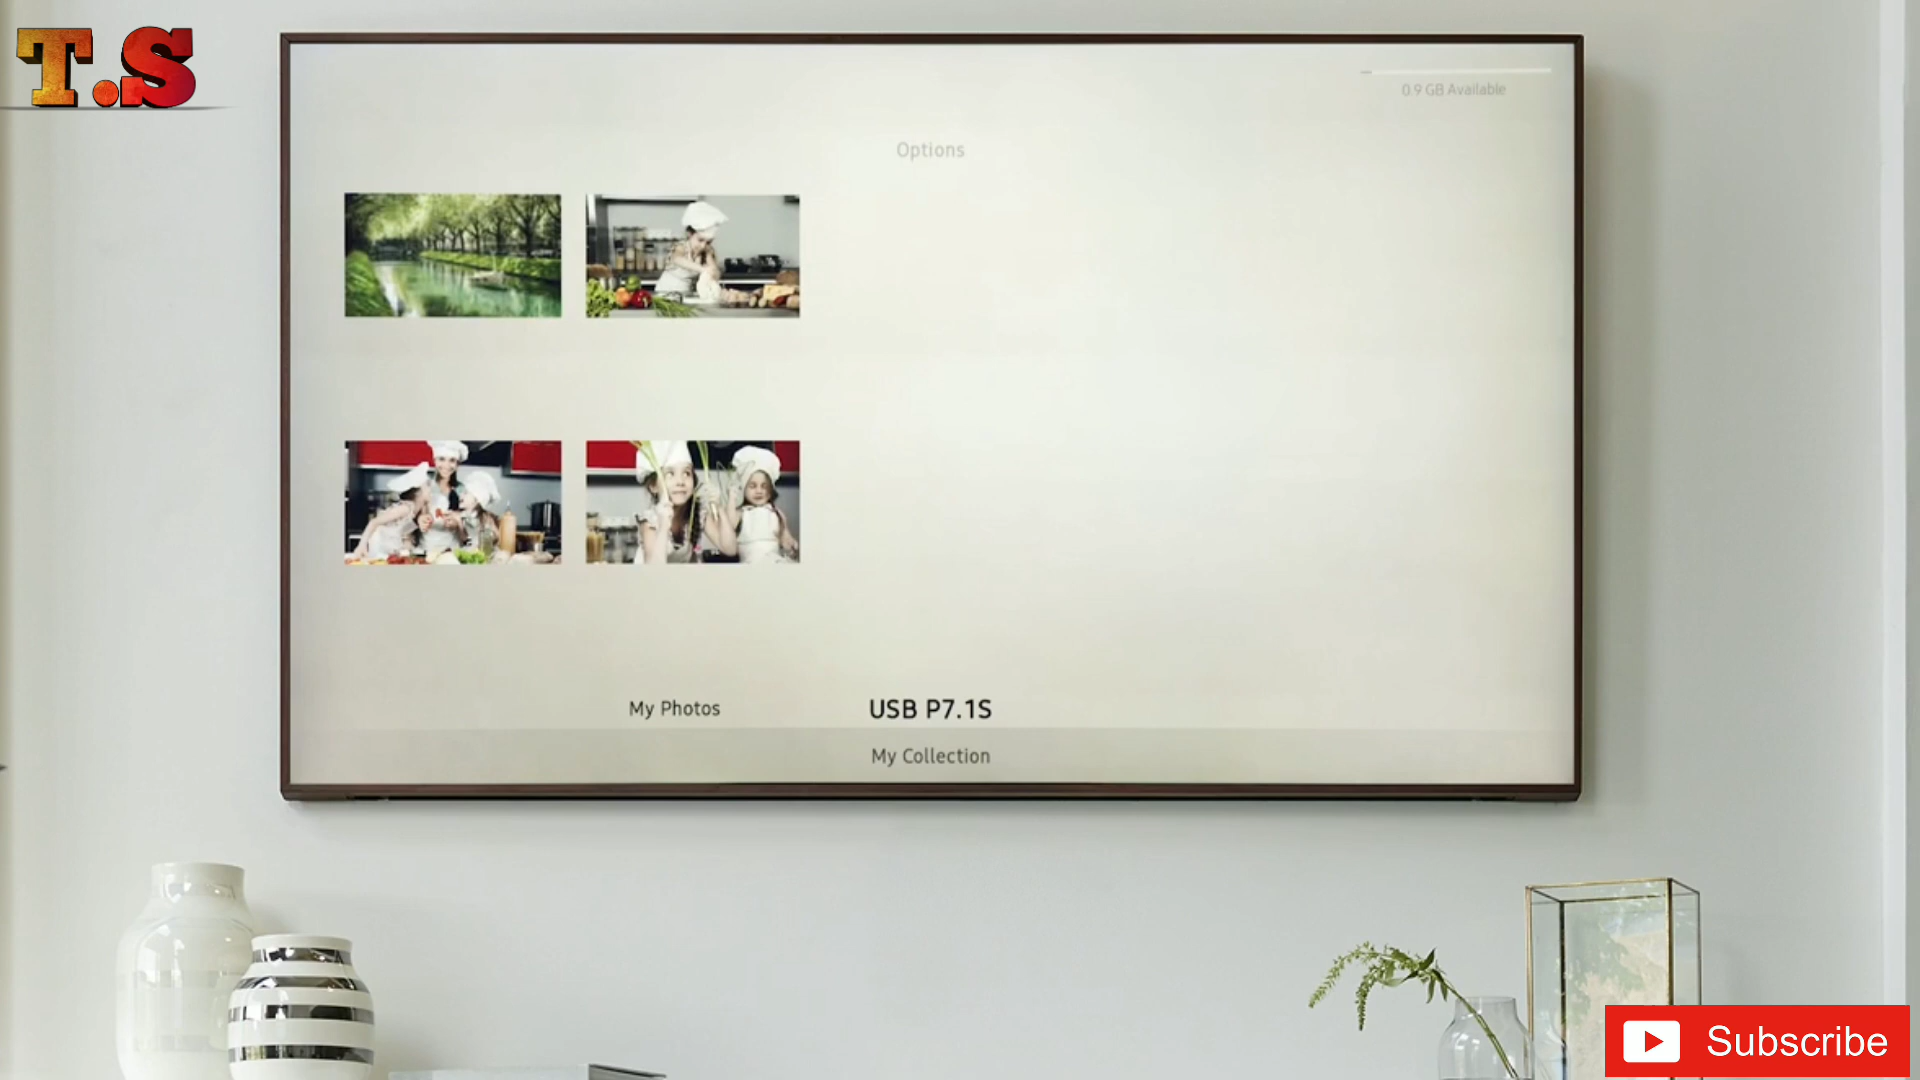 T.S
0.9 GB Available
Options
My Photos
USB P7.1S
My Collection
Subscribe